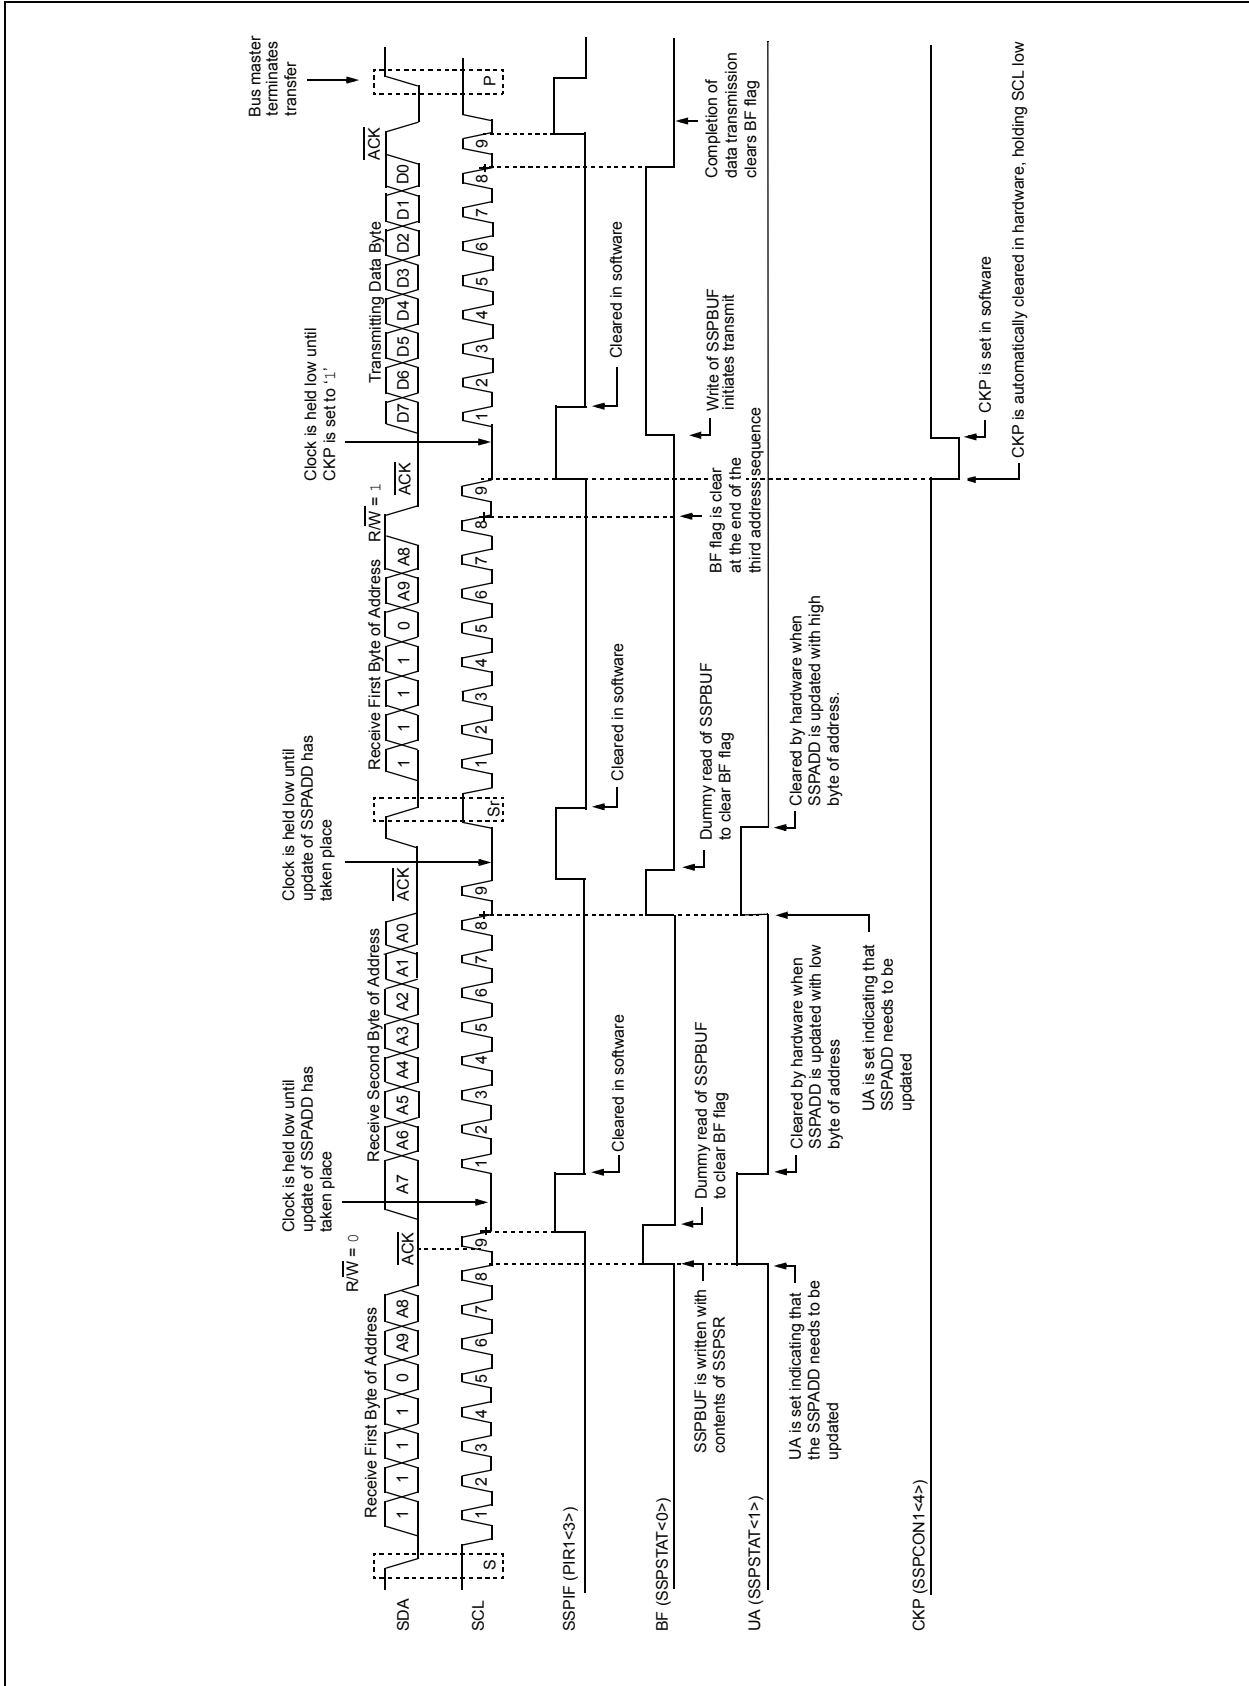 Bus master
terminates
transfer
Clock is held low until
CKP is set to ‘1’
Clock is held low until
update of SSPADD has
taken place
Clock is held low until
update of SSPADD has
taken place
R/W = 0
R/W = 1
Receive First Byte of Address
ACK
Receive Second Byte of Address
ACK
Receive First Byte of Address
ACK
Transmitting Data Byte
ACK
SDA
1 1 1 1 0 A9 A8
A7 A6 A5 A4 A3 A2 A1 A0
1 1 1 1 0 A9 A8
D7 D6 D5 D4 D3 D2 D1 D0
SCL
S
1 2 3 4 5 6 7 8 9
1 2 3 4 5 6 7 8 9
Sr
1 2 3 4 5 6 7 8 9
1 2 3 4 5 6 7 8 9
P
SSPIF (PIR1<3>)
Cleared in software
Cleared in software
Cleared in software
BF (SSPSTAT<0>)
SSPBUF is written with
contents of SSPSR
Dummy read of SSPBUF
to clear BF flag
Dummy read of SSPBUF
to clear BF flag
BF flag is clear
at the end of the
third address sequence
Write of SSPBUF
initiates transmit
Completion of
data transmission
clears BF flag
UA (SSPSTAT<1>)
UA is set indicating that
the SSPADD needs to be
updated
Cleared by hardware when
SSPADD is updated with low
byte of address
UA is set indicating that
SSPADD needs to be
updated
Cleared by hardware when
SSPADD is updated with high
byte of address.
CKP (SSPCON1<4>)
CKP is set in software
CKP is automatically cleared in hardware, holding SCL low